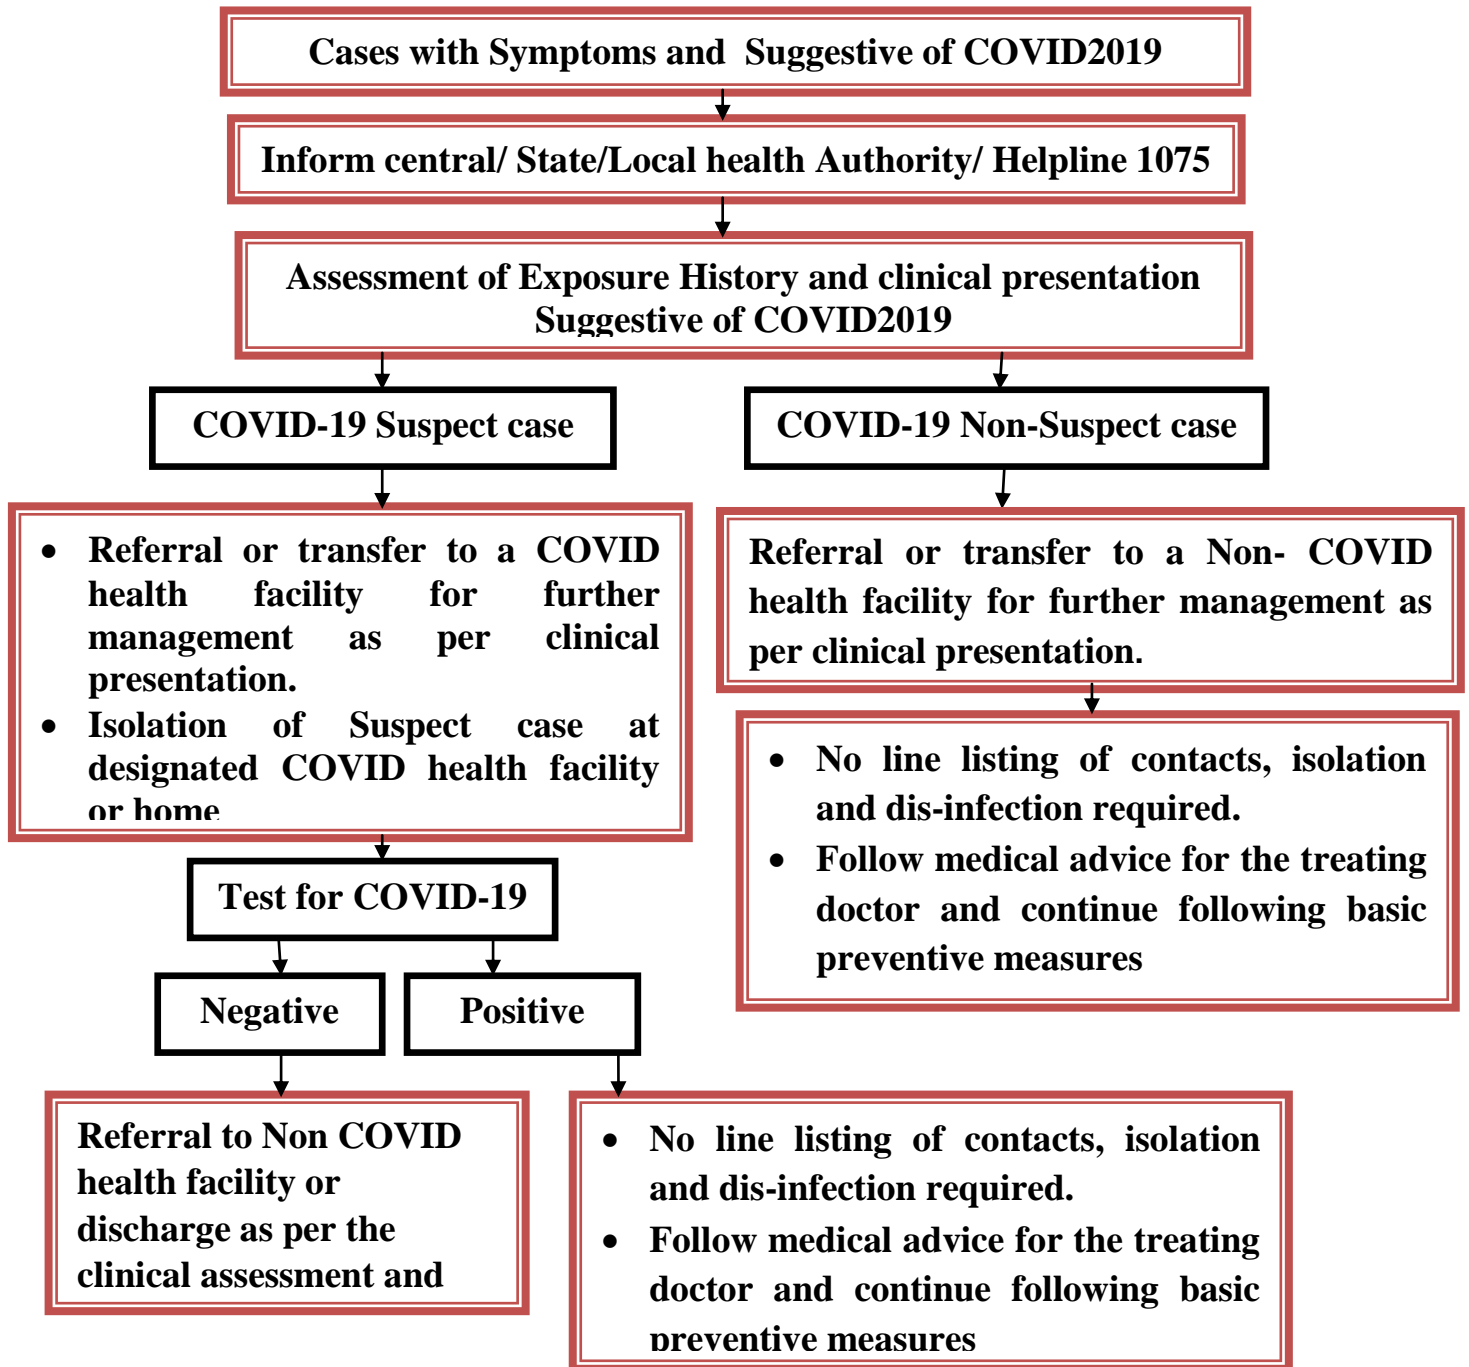 Cases with Symptoms and Suggestive of COVID2019
Inform central/ State/Local health Authority/ Helpline 1075
Assessment of Exposure History and clinical presentation
Suggestive of COVID2019
COVID-19 Suspect case
COVID-19 Non-Suspect case
• Referral or transfer to a COVID
health facility for further
management as per clinical
presentation.
• Isolation of Suspect case at
designated COVID health facility
or home
Referral or transfer to a Non- COVID
health facility for further management as
per clinical presentation.
• No line listing of contacts, isolation
and dis-infection required.
• Follow medical advice for the treating
doctor and continue following basic
preventive measures
Test for COVID-19
Negative
Positive
Referral to Non COVID
health facility or
discharge as per the
clinical assessment and
• No line listing of contacts, isolation
and dis-infection required.
• Follow medical advice for the treating
doctor and continue following basic
preventive measures